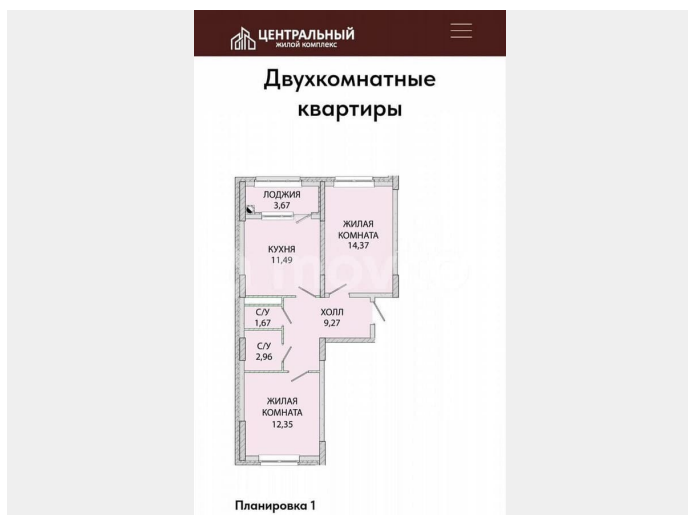 ЦЕНТРАЛЬНЫЙ
ЖИЛОЙ КОМПЛЕКС
Двухкомнатные
квартиры
ЛОДЖИЯ
3,67
ЖИЛАЯ
КОМНАТА
14,37
КУХНЯ
11,49
С/У
1,67
ХОЛЛ
9,27
С/У
2,96
ЖИЛАЯ
КОМНАТА
12,35
Планировка 1